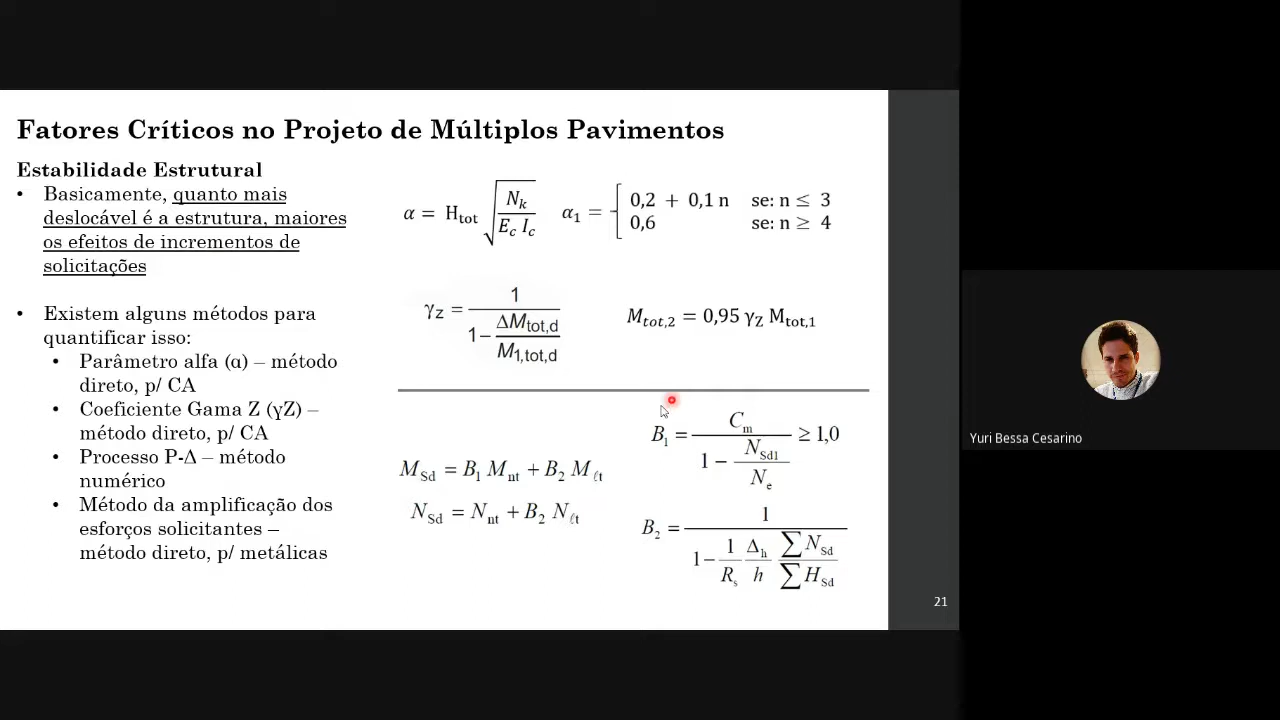 Fatores Críticos no Projeto de Múltiplos Pavimentos
Estabilidade Estrutural
• Basicamente, quanto mais
deslocável é a estrutura, maiores
os efeitos de incrementos de
solicitações
• Existem alguns métodos para
quantificar isso:
• Parâmetro alfa (α) – método
direto, p/ CA
• Coeficiente Gama Z (γZ) –
método direto, p/ CA
• Processo P-Δ – método
numérico
• Método da amplificação dos
esforços solicitantes –
método direto, p/ metálicas
α = H_tot √(N_k / (E_c I_c))
α_1 = { 0,2 + 0,1 n se: n ≤ 3
0,6 se: n ≥ 4
γ_z = 1 / (1 − ΔM_tot,d / M_1,tot,d)
M_tot,2 = 0,95 γ_Z M_tot,1
B_1 = C_m / (1 − N_Sd1 / N_e) ≥ 1,0
M_Sd = B_1 M_nt + B_2 M_ℓt
N_Sd = N_nt + B_2 N_ℓt
B_2 = 1 / (1 − (1 / R_s) (Δ_h / h) (∑ N_Sd / ∑ H_Sd))
21
Yuri Bessa Cesarino